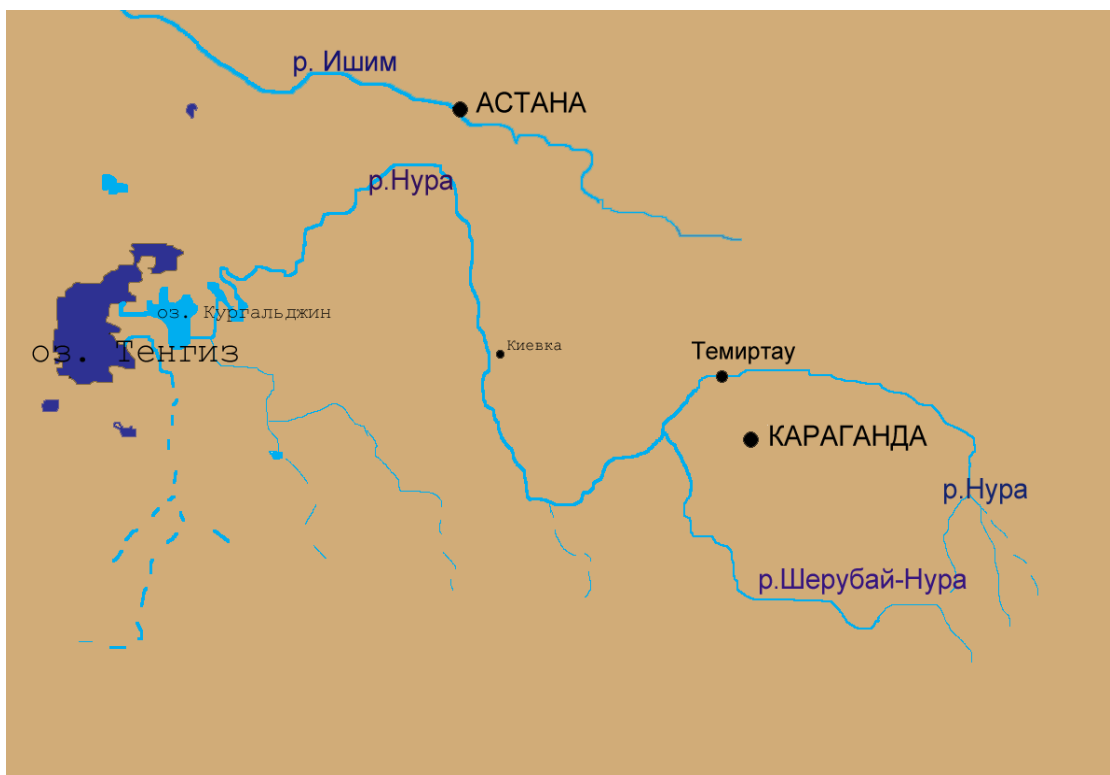 р. Ишим
АСТАНА
р.Нура
оз. Кургальджин
оз. Тенгиз
Киевка
Темиртау
КАРАГАНДА
р.Нура
р.Шерубай-Нура